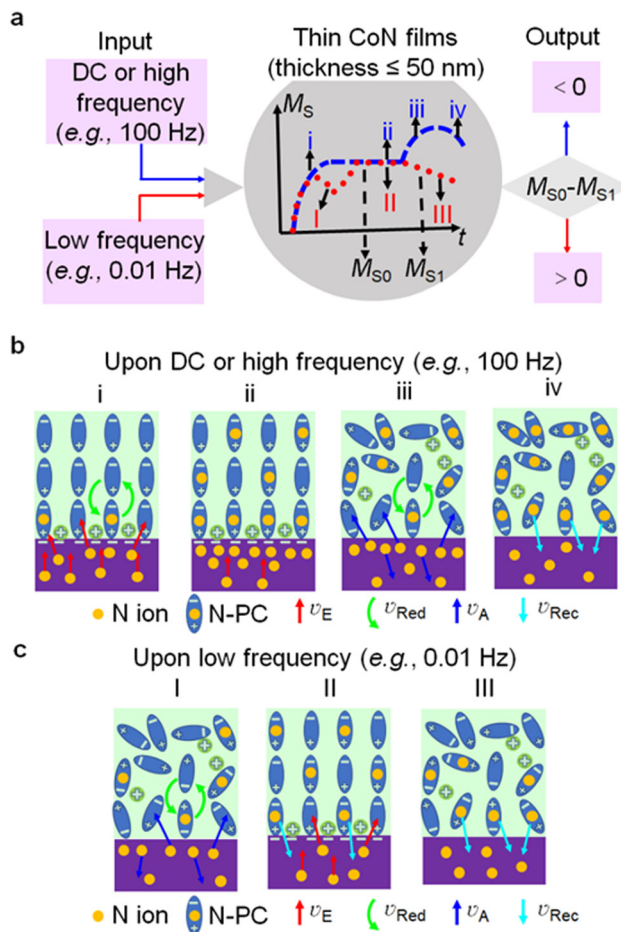 a
Input
DC or high
frequency
(e.g., 100 Hz)
Low frequency
(e.g., 0.01 Hz)
Thin CoN films
(thickness ≤ 50 nm)
MS
i
ii
iii
iv
I
II
III
t
MS0
MS1
Output
< 0
MS0-MS1
> 0
b
Upon DC or high frequency (e.g., 100 Hz)
i ii iii iv
N ion N-PC vE vRed vA vRec
c
Upon low frequency (e.g., 0.01 Hz)
I II III
N ion N-PC vE vRed vA vRec